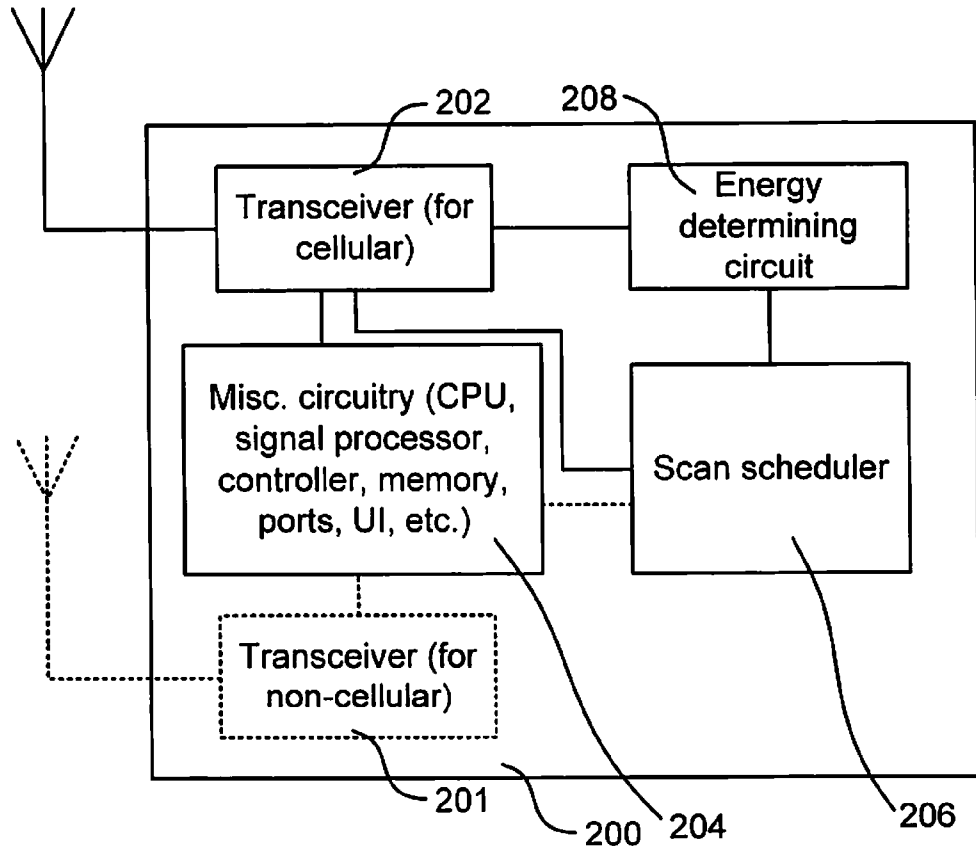 202
208
Transceiver (for
cellular)
Energy
determining
circuit
Misc. circuitry (CPU,
signal processor,
controller, memory,
ports, UI, etc.)
Scan scheduler
Transceiver (for
non-cellular)
201
200
204
206